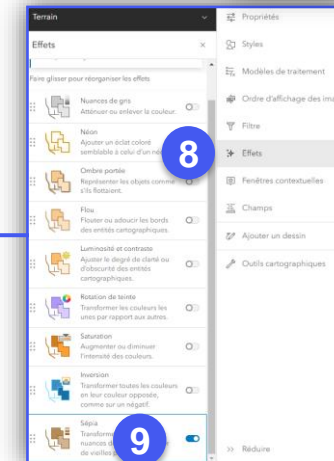 Terrain
Effets
Faire glisser pour réorganiser les effets
Nuances de gris
Atténuer ou enlever la couleur.
Néon
Ajouter un éclat coloré
semblable à celui d'un
Ombre portée
Représenter les objets comme
s'ils flottaient.
Flou
Flouter ou adoucir les bords
des entités cartographiques.
Luminosité et contraste
Ajuster le degré de clarté ou
d'obscurité des entités
cartographiques.
Rotation de teinte
Transformer les couleurs les
unes par rapport aux autres.
Saturation
Augmenter ou diminuer
l'intensité des couleurs.
Inversion
Transformer toutes les couleurs
en leur couleur opposée,
comme sur un négatif.
Sépia
de vieilles
8
9
Propriétés
Styles
Modèles de traitement
Ordre d'affichage des
Filtre
Effets
Fenêtres contextuelles
Champs
Ajouter un dessin
Outils cartographiques
Réduire